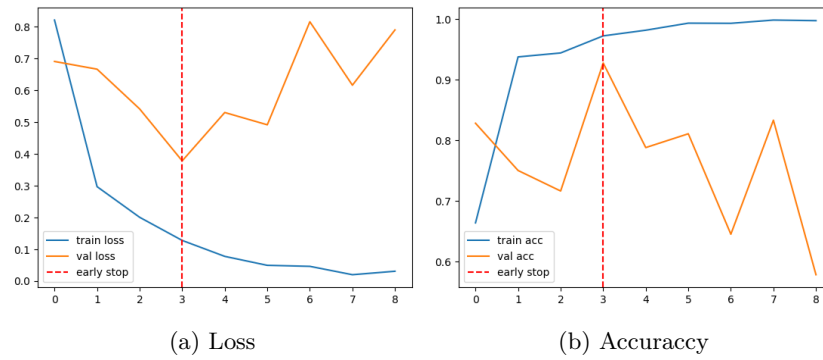 0.8
0.7
0.6
0.5
0.4
0.3
0.2
0.1
0.0
train loss
val loss
early stop
0 1 2 3 4 5 6 7 8
(a) Loss
1.0
0.9
0.8
0.7
0.6
train acc
val acc
early stop
0 1 2 3 4 5 6 7 8
(b) Accuraccy